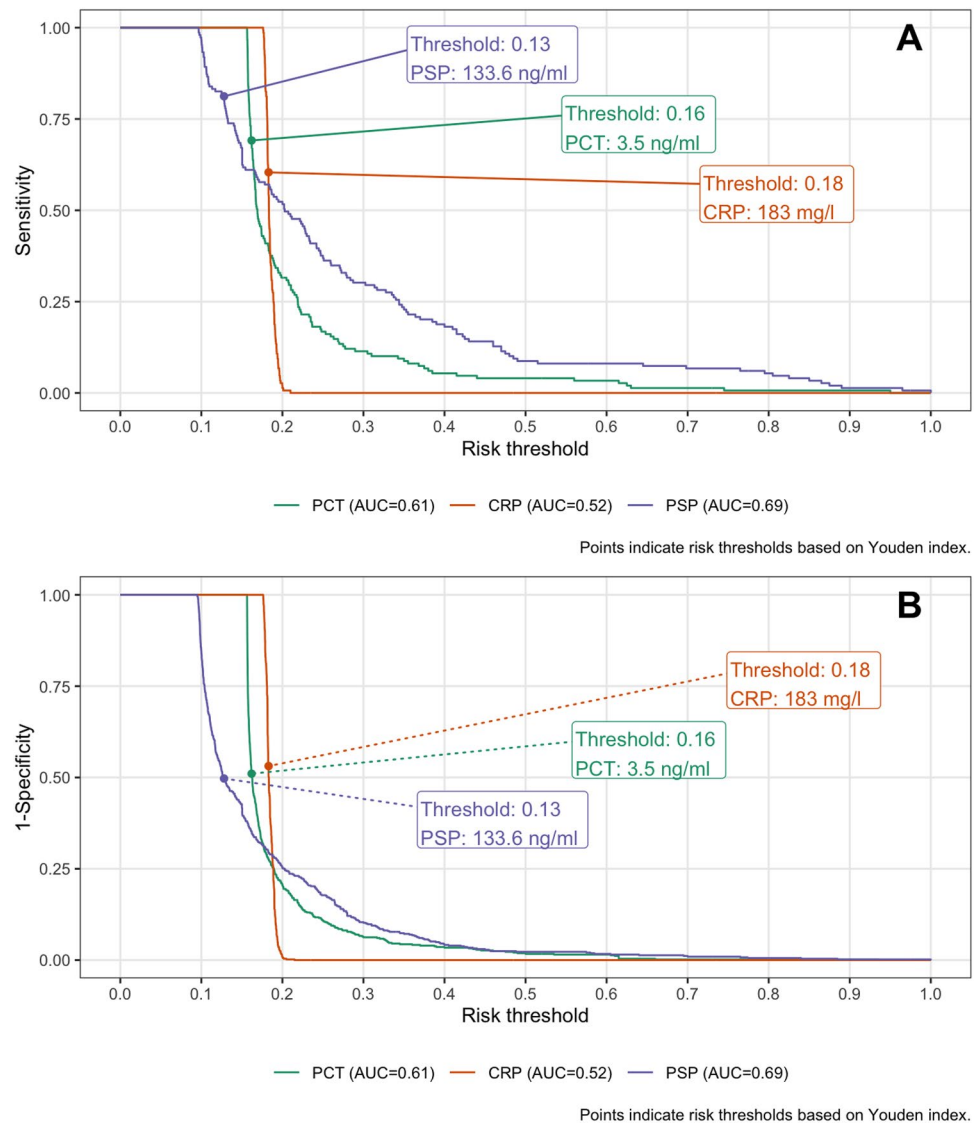 A
1.00
0.75
0.50
0.25
0.00
Sensitivity
Threshold: 0.13
PSP: 133.6 ng/ml
Threshold: 0.16
PCT: 3.5 ng/ml
Threshold: 0.18
CRP: 183 mg/l
0.0 0.1 0.2 0.3 0.4 0.5 0.6 0.7 0.8 0.9 1.0
Risk threshold
PCT (AUC=0.61) CRP (AUC=0.52) PSP (AUC=0.69)
Points indicate risk thresholds based on Youden index.
B
1.00
0.75
0.50
0.25
0.00
1-Specificity
Threshold: 0.18
CRP: 183 mg/l
Threshold: 0.16
PCT: 3.5 ng/ml
Threshold: 0.13
PSP: 133.6 ng/ml
0.0 0.1 0.2 0.3 0.4 0.5 0.6 0.7 0.8 0.9 1.0
Risk threshold
PCT (AUC=0.61) CRP (AUC=0.52) PSP (AUC=0.69)
Points indicate risk thresholds based on Youden index.